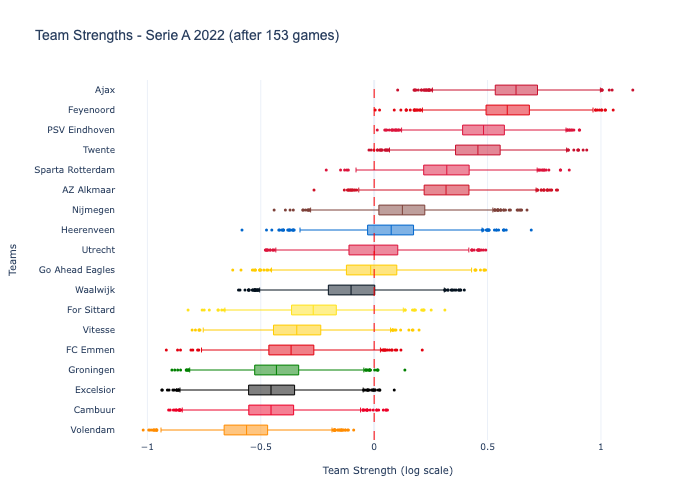 Team Strengths - Serie A 2022 (after 153 games)
Ajax
Feyenoord
PSV Eindhoven
Twente
Sparta Rotterdam
AZ Alkmaar
Nijmegen
Heerenveen
Utrecht
Go Ahead Eagles
Waalwijk
For Sittard
Vitesse
FC Emmen
Groningen
Excelsior
Cambuur
Volendam
Teams
−1 −0.5 0 0.5 1
Team Strength (log scale)